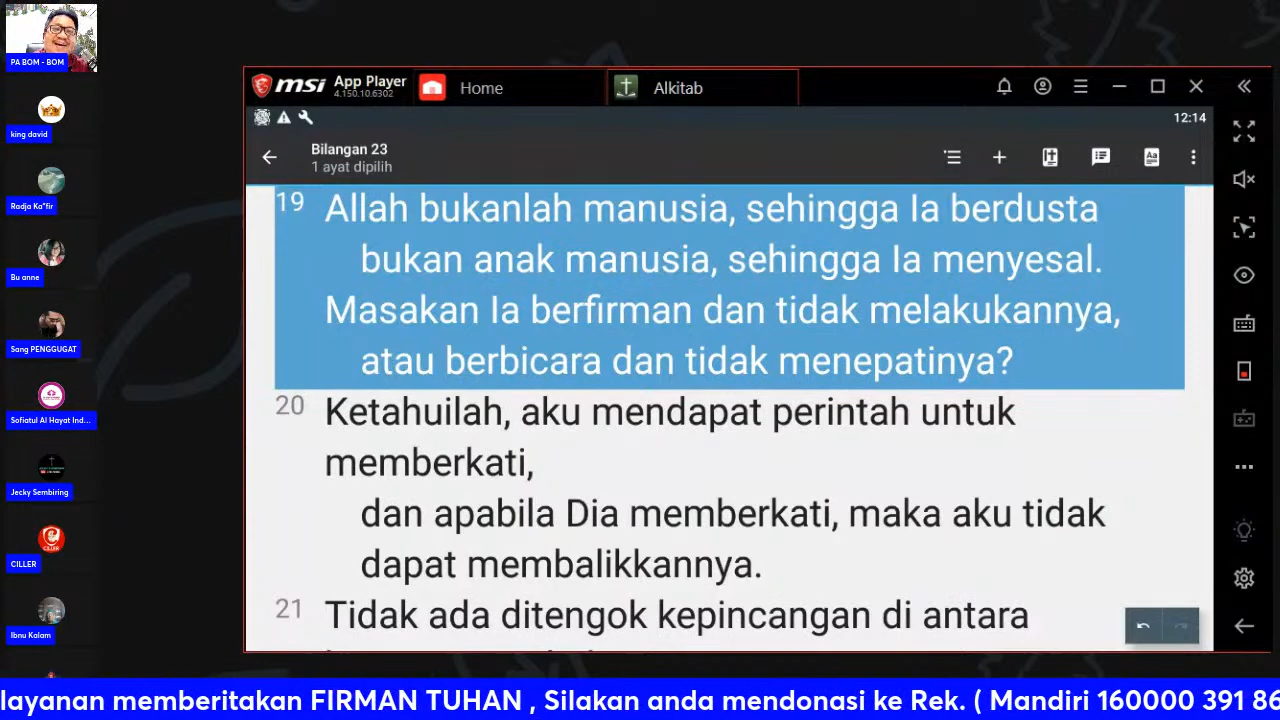 PA BOM - BOM
king david
Radja Ka"fir
Bu anne
Sang PENGGUGAT
Sofiatul Al Hayat Ind...
Jecky Sembiring
CILLER
CILLER
Ibnu Kalam
msi App Player
4.150.10.6302
Home
Alkitab
12:14
Bilangan 23
1 ayat dipilih
19 Allah bukanlah manusia, sehingga Ia berdusta
bukan anak manusia, sehingga Ia menyesal.
Masakan Ia berfirman dan tidak melakukannya,
atau berbicara dan tidak menepatinya?
20 Ketahuilah, aku mendapat perintah untuk
memberkati,
dan apabila Dia memberkati, maka aku tidak
dapat membalikkannya.
21 Tidak ada ditengok kepincangan di antara
layanan memberitakan FIRMAN TUHAN , Silakan anda mendonasi ke Rek. ( Mandiri 160000 391 86